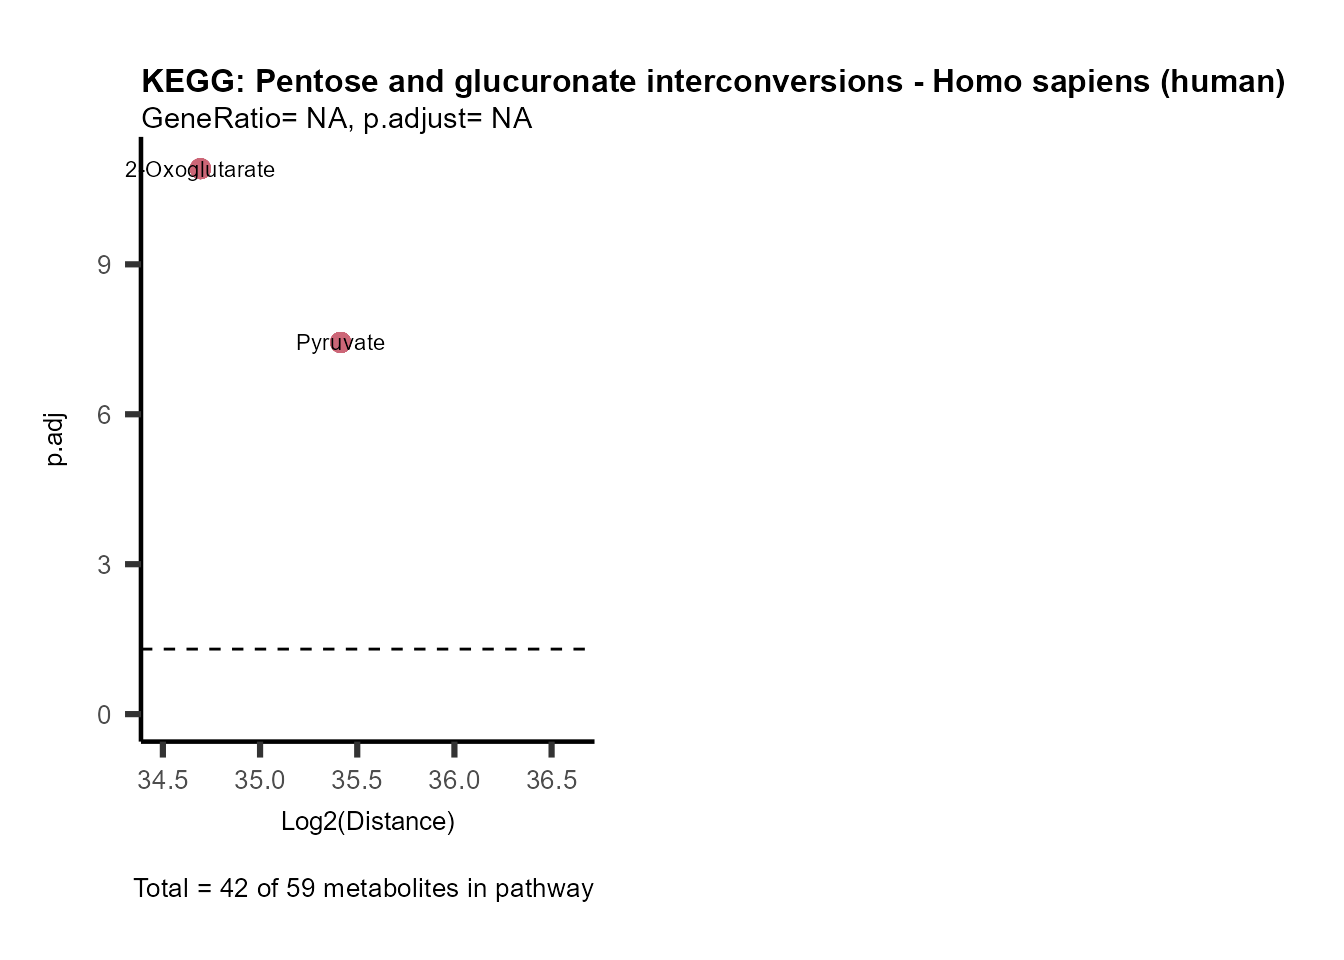 KEGG: Pentose and glucuronate interconversions - Homo sapiens (human)
GeneRatio= NA, p.adjust= NA
2-Oxoglutarate
9
Pyruvate
6
p.adj
3
0
34.5 35.0 35.5 36.0 36.5
Log2(Distance)
Total = 42 of 59 metabolites in pathway